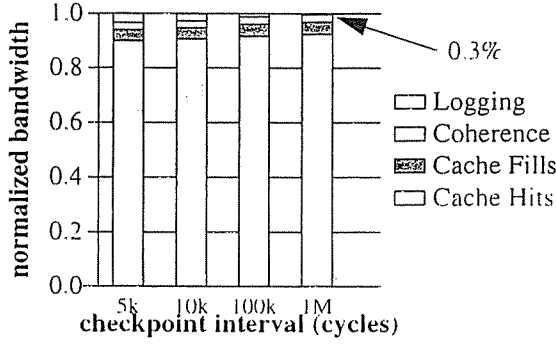 1.0
0.8
0.6
0.4
0.2
0.0
normalized bandwidth
0.3%
Logging
Coherence
Cache Fills
Cache Hits
5k 10k 100k 1M
checkpoint interval (cycles)